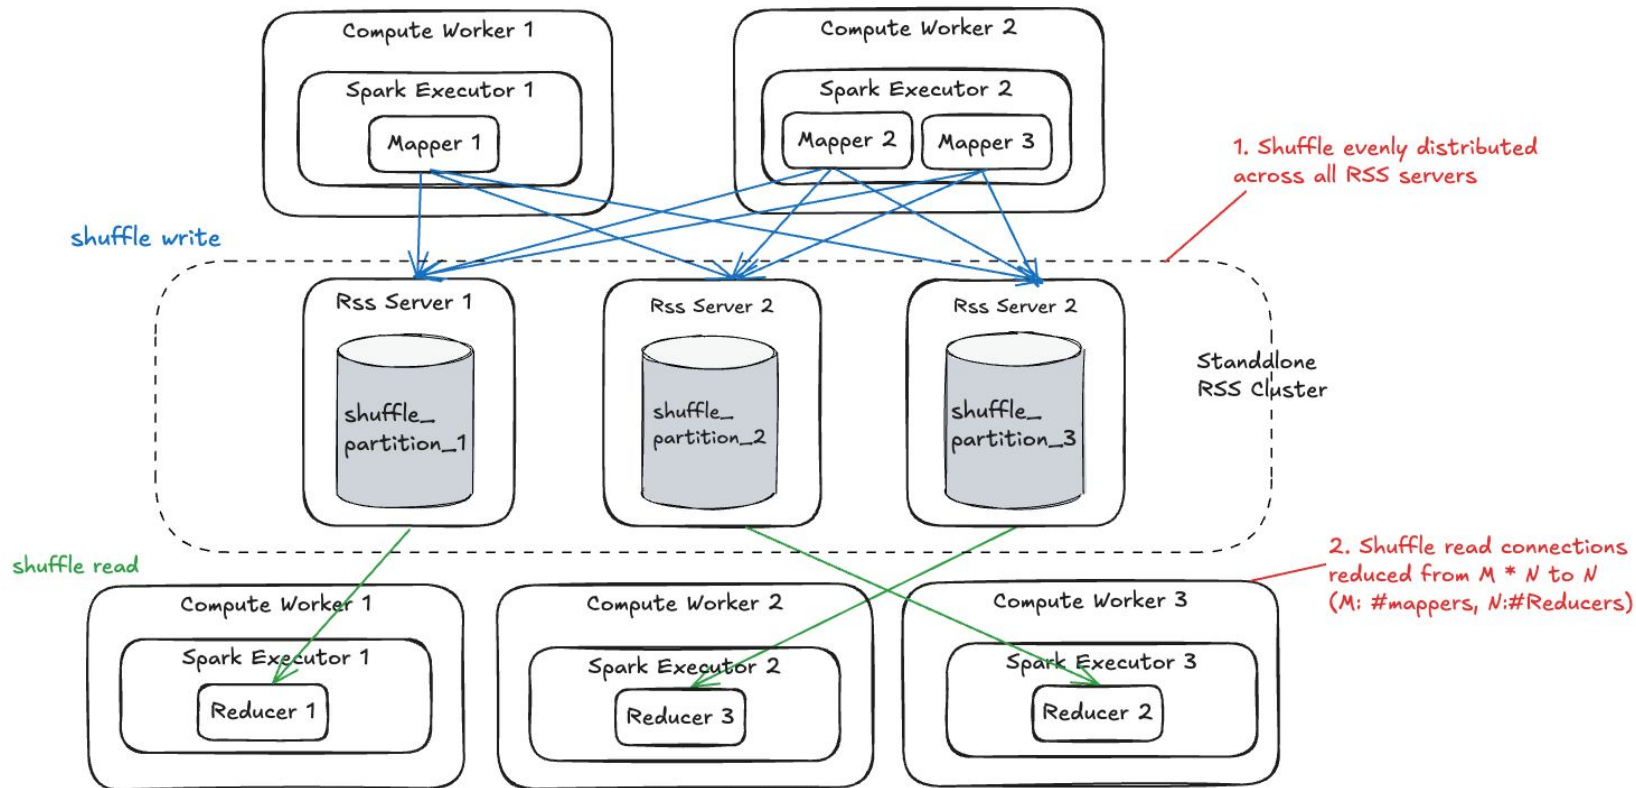 Compute Worker 1
Compute Worker 2
Spark Executor 1
Spark Executor 2
Mapper 1
Mapper 2
Mapper 3
1. Shuffle evenly distributed
across all RSS servers
shuffle write
Rss Server 1
Rss Server 2
Rss Server 2
shuffle_
partition_1
shuffle_
partition_2
shuffle_
partition_3
Standdlone
RSS Cluster
shuffle read
2. Shuffle read connections
reduced from M * N to N
(M: #mappers, N:#Reducers)
Compute Worker 1
Compute Worker 2
Compute Worker 3
Spark Executor 1
Spark Executor 2
Spark Executor 3
Reducer 1
Reducer 3
Reducer 2